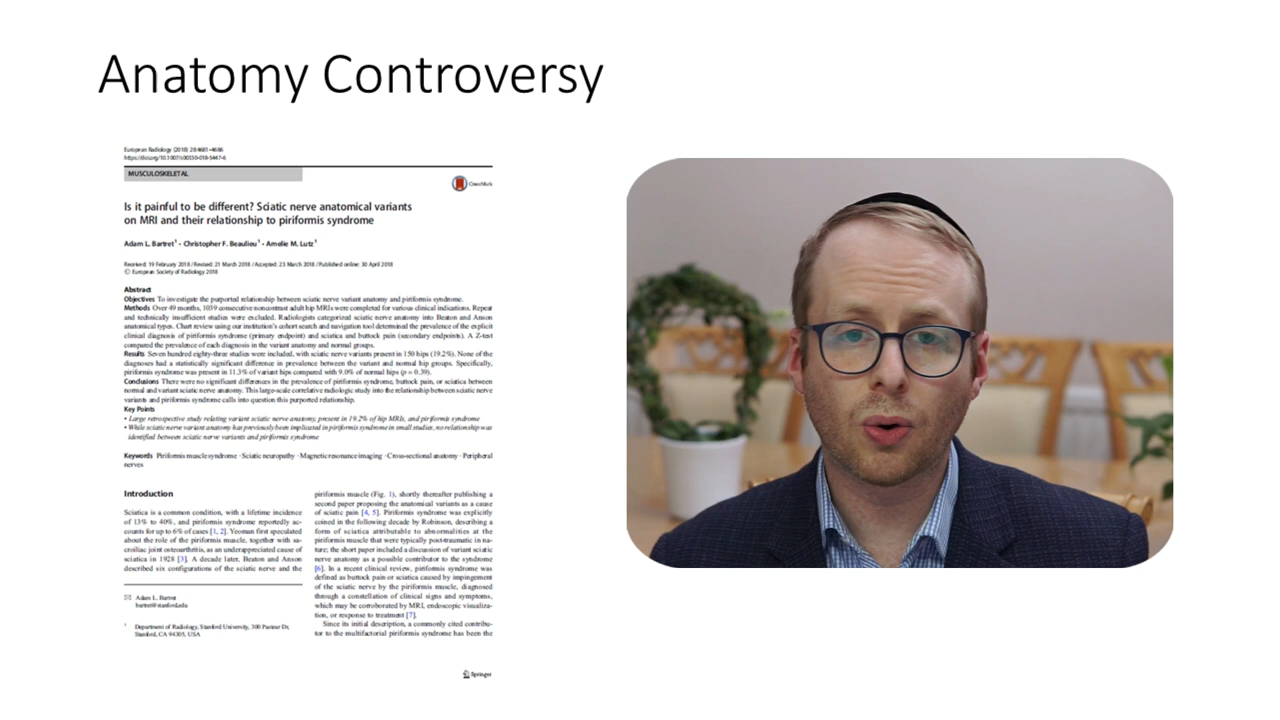 Anatomy Controversy
European Radiology (2018) 28:4681–4686
https://doi.org/10.1007/s00330-018-5447-6
MUSCULOSKELETAL
CrossMark
Is it painful to be different? Sciatic nerve anatomical variants
on MRI and their relationship to piriformis syndrome
Adam L. Bartret1 · Christopher F. Beaulieu1 · Amelie M. Lutz1
Received: 19 February 2018 / Revised: 21 March 2018 / Accepted: 23 March 2018 / Published online: 30 April 2018
© European Society of Radiology 2018
Abstract
Objectives To investigate the purported relationship between sciatic nerve variant anatomy and piriformis syndrome.
Methods Over 49 months, 1039 consecutive noncontrast adult hip MRIs were completed for various clinical indications. Repeat
and technically insufficient studies were excluded. Radiologists categorized sciatic nerve anatomy into Beaton and Anson
anatomical types. Chart review using our institution's cohort search and navigation tool determined the prevalence of the explicit
clinical diagnosis of piriformis syndrome (primary endpoint) and sciatica and buttock pain (secondary endpoints). A Z-test
compared the prevalence of each diagnosis in the variant anatomy and normal groups.
Results Seven hundred eighty-three studies were included, with sciatic nerve variants present in 150 hips (19.2%). None of the
diagnoses had a statistically significant difference in prevalence between the variant and normal hip groups. Specifically,
piriformis syndrome was present in 11.3% of variant hips compared with 9.0% of normal hips (p = 0.39).
Conclusions There were no significant differences in the prevalence of piriformis syndrome, buttock pain, or sciatica between
normal and variant sciatic nerve anatomy. This large-scale correlative radiologic study into the relationship between sciatic nerve
variants and piriformis syndrome calls into question this purported relationship.
Key Points
• Large retrospective study relating variant sciatic nerve anatomy, present in 19.2% of hip MRIs, and piriformis syndrome
• While sciatic nerve variant anatomy has previously been implicated in piriformis syndrome in small studies, no relationship was
identified between sciatic nerve variants and piriformis syndrome
Keywords Piriformis muscle syndrome · Sciatic neuropathy · Magnetic resonance imaging · Cross-sectional anatomy · Peripheral
nerves
Introduction
Sciatica is a common condition, with a lifetime incidence
of 13% to 40%, and piriformis syndrome reportedly ac-
counts for up to 6% of cases [1, 2]. Yeoman first speculated
about the role of the piriformis muscle, together with sa-
croiliac joint osteoarthritis, as an underappreciated cause of
sciatica in 1928 [3]. A decade later, Beaton and Anson
described six configurations of the sciatic nerve and the
✉ Adam L. Bartret
bartret@stanford.edu
1 Department of Radiology, Stanford University, 300 Pasteur Dr,
Stanford, CA 94305, USA
piriformis muscle (Fig. 1), shortly thereafter publishing a
second paper proposing the anatomical variants as a cause
of sciatic pain [4, 5]. Piriformis syndrome was explicitly
coined in the following decade by Robinson, describing a
form of sciatica attributable to abnormalities at the
piriformis muscle that were typically post-traumatic in na-
ture; the short paper included a discussion of variant sciatic
nerve anatomy as a possible contributor to the syndrome
[6]. In a recent clinical review, piriformis syndrome was
defined as buttock pain or sciatica caused by impingement
of the sciatic nerve by the piriformis muscle, diagnosed
through a constellation of clinical signs and symptoms,
which may be corroborated by MRI, endoscopic visualiza-
tion, or response to treatment [7].
Since its initial description, a commonly cited contribu-
tor to the multifactorial piriformis syndrome has been the
Springer